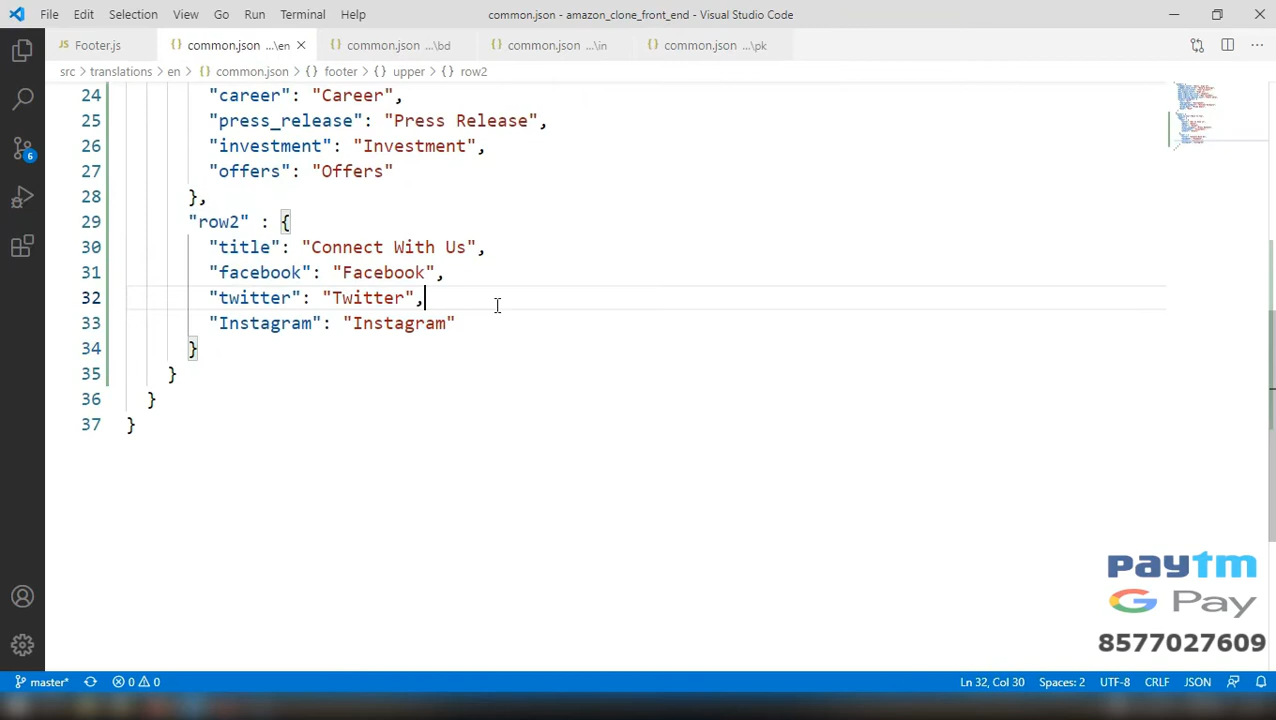 File Edit Selection View Go Run Terminal Help common.json - amazon_clone_front_end - Visual Studio Code
JS Footer.js {} common.json ...\en {} common.json ...\bd {} common.json ...\in {} common.json ...\pk
src > translations > en > {} common.json > {} footer > {} upper > {} row2
24 "career": "Career",
25 "press_release": "Press Release",
26 "investment": "Investment",
27 "offers": "Offers"
28 },
29 "row2" : {
30 "title": "Connect With Us",
31 "facebook": "Facebook",
32 "twitter": "Twitter",
33 "Instagram": "Instagram"
34 }
35 }
36 }
37 }
6
paytm
G Pay
8577027609
master* 0 0 Ln 32, Col 30 Spaces: 2 UTF-8 CRLF JSON